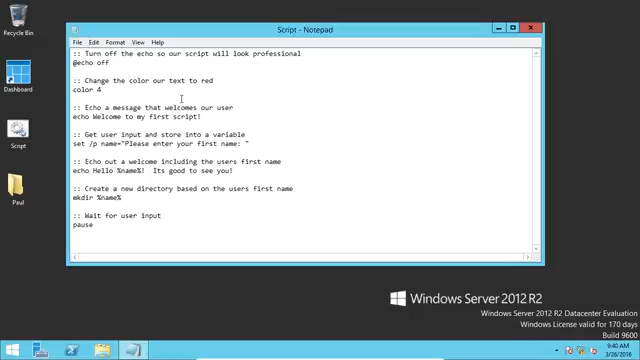 Script - Notepad
File Edit Format View Help
:: Turn off the echo so our script will look professional
@echo off
:: Change the color our text to red
color 4
:: Echo a message that welcomes our user
echo Welcome to my first script!
:: Get user input and store into a variable
set /p name="Please enter your first name: "
:: Echo out a welcome including the users first name
echo Hello %name%!  Its good to see you!
:: Create a new directory based on the users first name
mkdir %name%
:: Wait for user input
pause
Recycle Bin
Dashboard
Script
Paul
Windows Server 2012 R2
Windows Server 2012 R2 Datacenter Evaluation
Windows License valid for 170 days
Build 9600
9:40 AM
3/26/2016